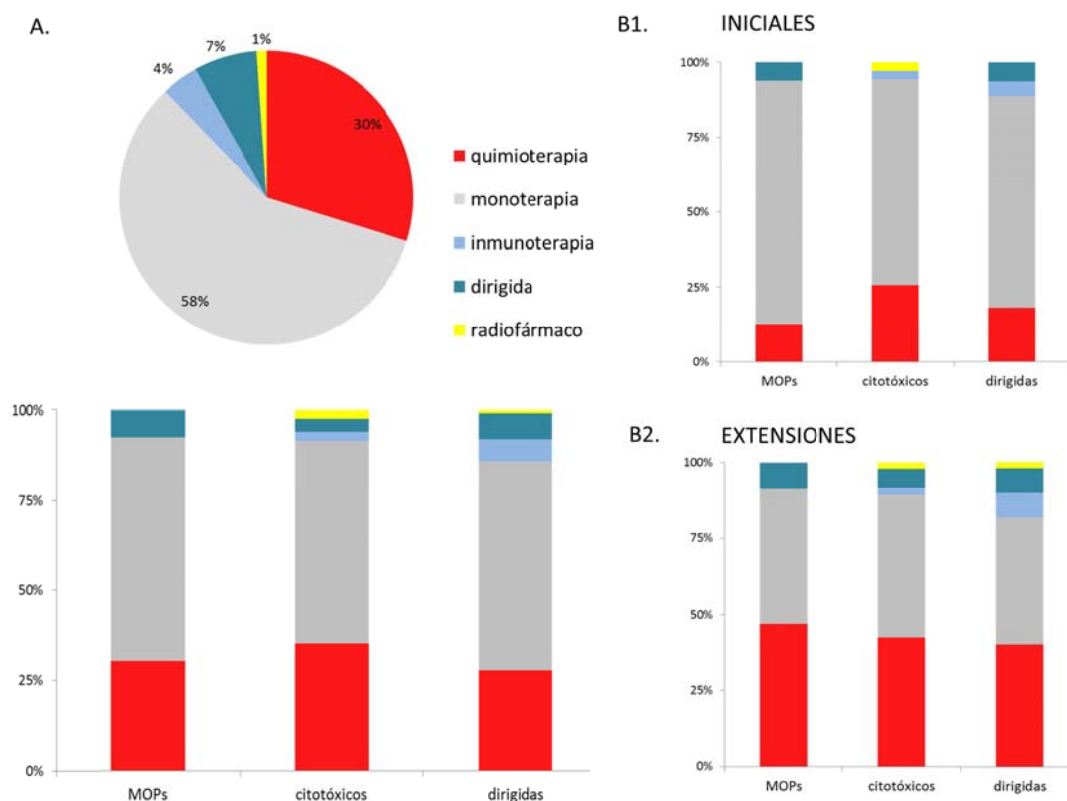 A.
1%
7%
4%
30%
58%
quimioterapia
monoterapia
inmunoterapia
dirigida
radiofármaco
B1. INICIALES
100%
75%
50%
25%
0%
MOPs citotóxicos dirigidas
100%
75%
50%
25%
0%
MOPs citotóxicos dirigidas
B2. EXTENSIONES
100%
75%
50%
25%
0%
MOPs citotóxicos dirigidas